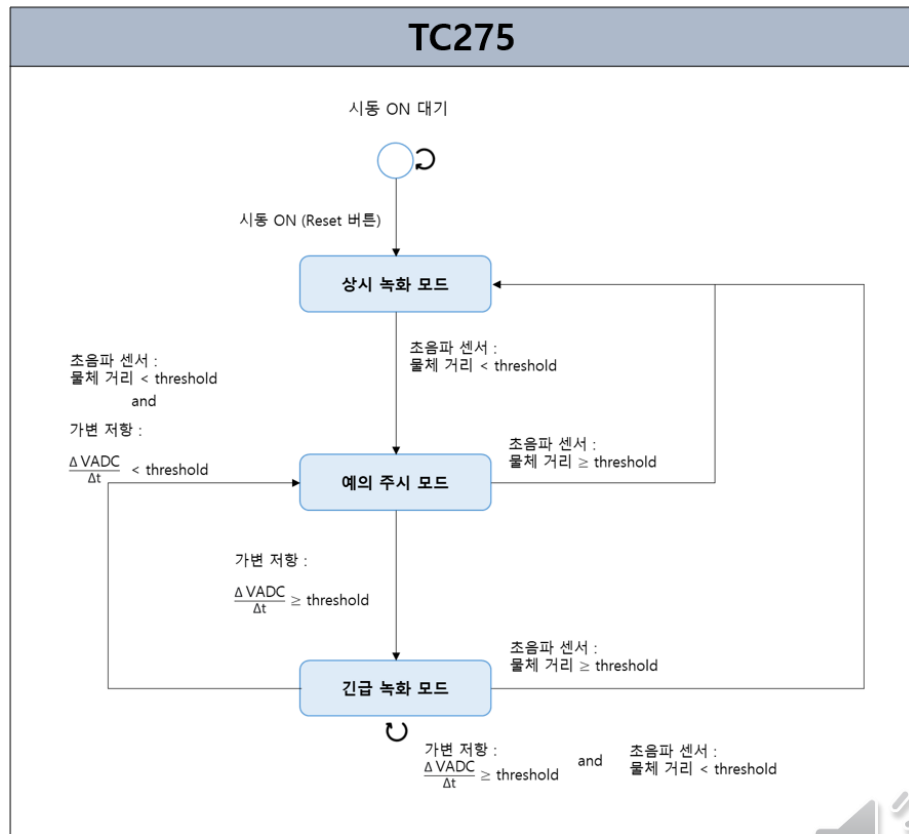 TC275
시동 ON 대기
시동 ON (Reset 버튼)
상시 녹화 모드
초음파 센서 :
물체 거리 < threshold
초음파 센서 :
물체 거리 < threshold
and
가변 저항 :
Δ VADC
Δt
< threshold
초음파 센서 :
물체 거리 ≥ threshold
예의 주시 모드
가변 저항 :
Δ VADC
Δt
≥ threshold
초음파 센서 :
물체 거리 ≥ threshold
긴급 녹화 모드
가변 저항 :
Δ VADC
Δt
≥ threshold
and
초음파 센서 :
물체 거리 < threshold